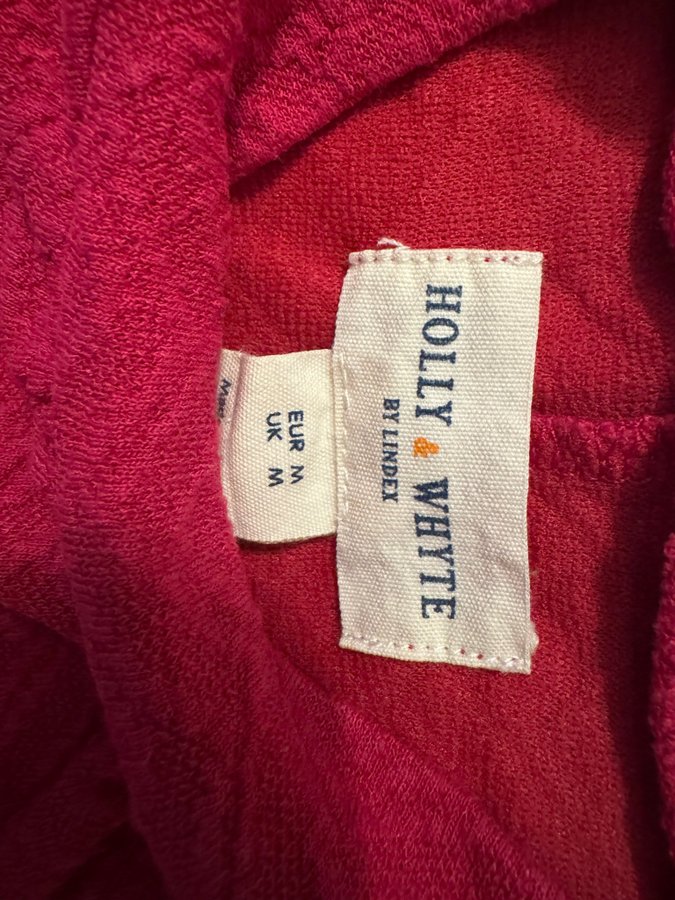 HOLLY & WHYTE
BY LINDEX
EUR M
UK M